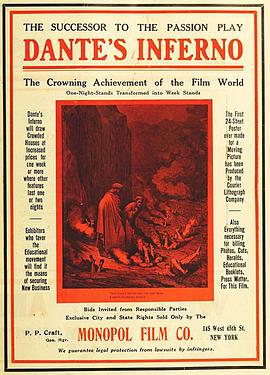 THE SUCCESSOR TO THE PASSION PLAY
DANTE'S INFERNO
The Crowning Achievement of the Film World
One-Night-Stands Transformed into Week Stands
Dante's
Inferno
will draw
Crowded
Houses at
Increased
prices for
one week
or more
where other
features
last one
or two
nights
Exhibitors
who favor
the
Educational
movement
will find it
the means
of securing
New Business
The First
24-Sheet
Poster
ever made
for a
Moving
Picture
has been
Produced
by the
Courier
Lithograph
Company
Also
Everything
necessary
for billing,
Photos, Cuts,
Heralds,
Educational
Booklets,
Press Matter,
For This Film.
Bids Invited from Responsible Parties
Exclusive City and State Rights Sold Only by The
P. P. Craft,
Gen. Mgr.
MONOPOL FILM CO.
145 West 45th St.
NEW YORK
We guarantee legal protection from lawsuits by infringers.